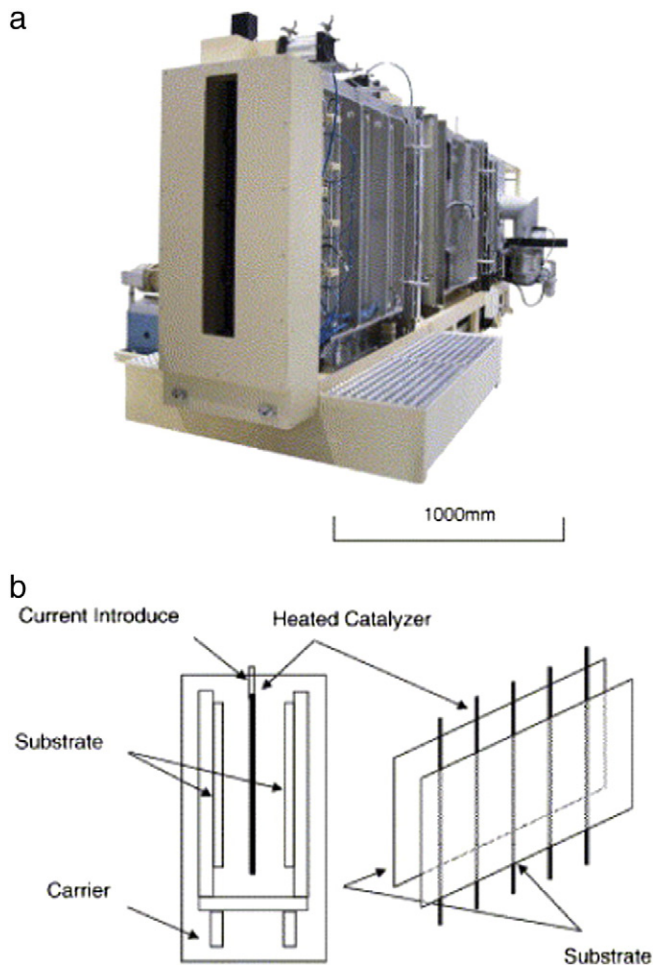 a
1000mm
b
Current Introduce
Heated Catalyzer
Substrate
Carrier
Substrate